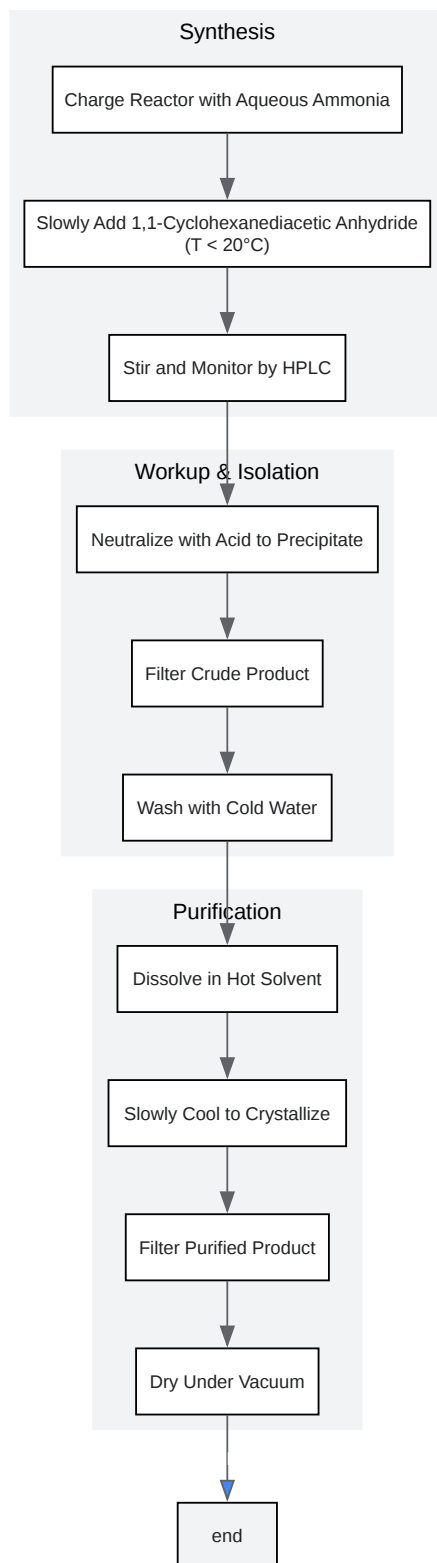 Synthesis
Charge Reactor with Aqueous Ammonia
Slowly Add 1,1-Cyclohexanediacetic Anhydride
(T < 20°C)
Stir and Monitor by HPLC
Workup & Isolation
Neutralize with Acid to Precipitate
Filter Crude Product
Wash with Cold Water
Purification
Dissolve in Hot Solvent
Slowly Cool to Crystallize
Filter Purified Product
Dry Under Vacuum
end